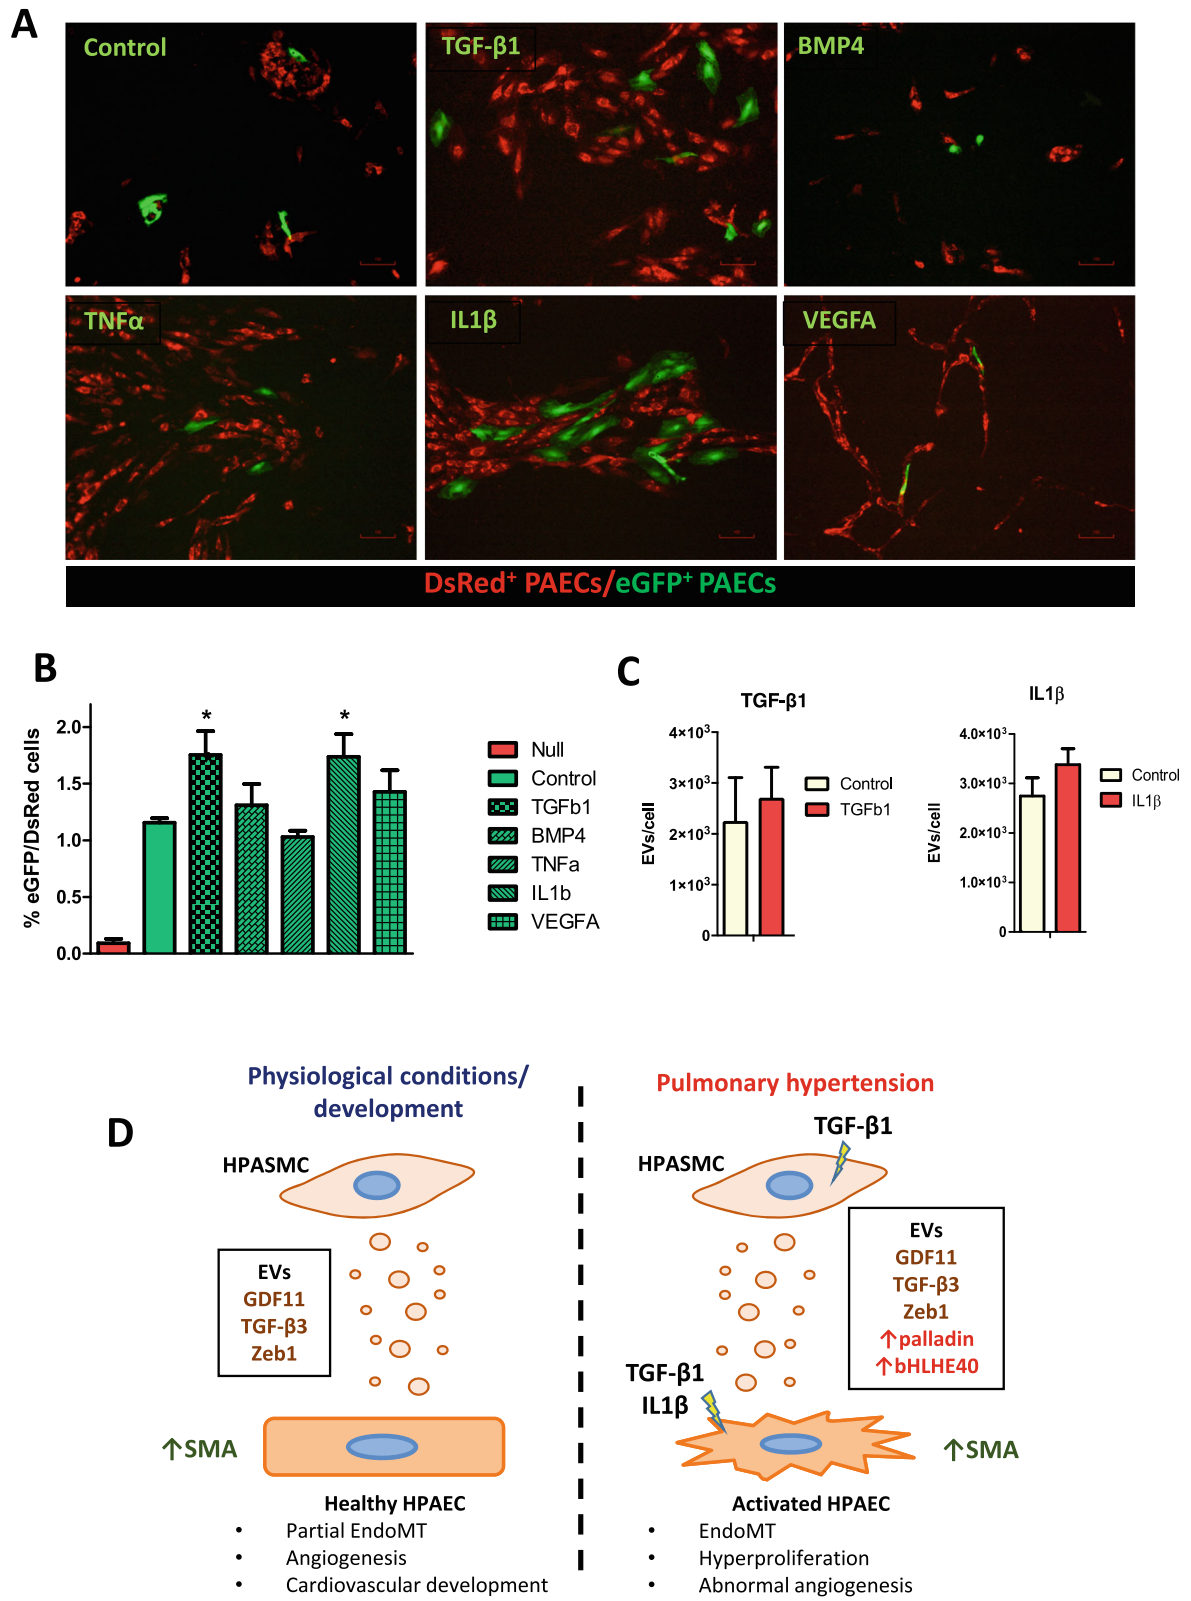 A
Control
TGF-β1
BMP4
TNFα
IL1β
VEGFA
DsRed⁺ PAECs/eGFP⁺ PAECs
B
% eGFP/DsRed cells
2.0
1.5
1.0
0.5
0.0
*
*
Null
Control
TGFb1
BMP4
TNFa
IL1b
VEGFA
C
TGF-β1
EVs/cell
4×10³
3×10³
2×10³
1×10³
0
Control
TGFb1
IL1β
EVs/cell
4.0×10³
3.0×10³
2.0×10³
1.0×10³
0
Control
IL1β
D
Physiological conditions/
development
HPASMC
EVs
GDF11
TGF-β3
Zeb1
↑SMA
Healthy HPAEC
• Partial EndoMT
• Angiogenesis
• Cardiovascular development
Pulmonary hypertension
TGF-β1
HPASMC
EVs
GDF11
TGF-β3
Zeb1
↑palladin
↑bHLHE40
TGF-β1
IL1β
↑SMA
Activated HPAEC
• EndoMT
• Hyperproliferation
• Abnormal angiogenesis